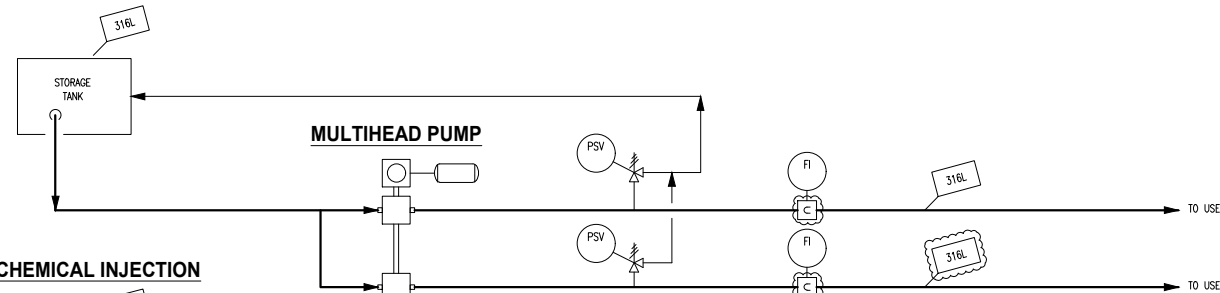 316L
STORAGE
TANK
MULTIHEAD PUMP
PSV
FI
316L
TO USE
PSV
FI
316L
CHEMICAL INJECTION
C
TO USE
C